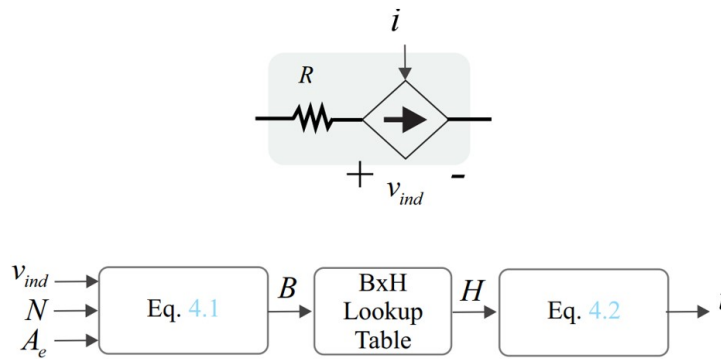 i
R
+ v_ind -
v_ind
N
A_e
Eq. 4.1
B
BxH
Lookup
Table
H
Eq. 4.2